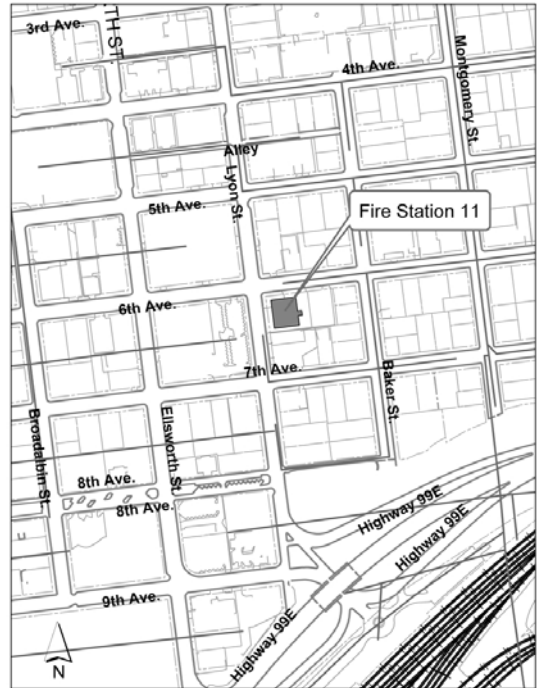 3rd Ave.
TH ST.
4th Ave.
Montgomery St.
Alley
Lyon St.
5th Ave.
Fire Station 11
6th Ave.
7th Ave.
Baker St.
Broadalbin St.
Ellsworth St.
8th Ave.
8th Ave.
Highway 99E
Highway 99E
9th Ave.
Highway 99E
N